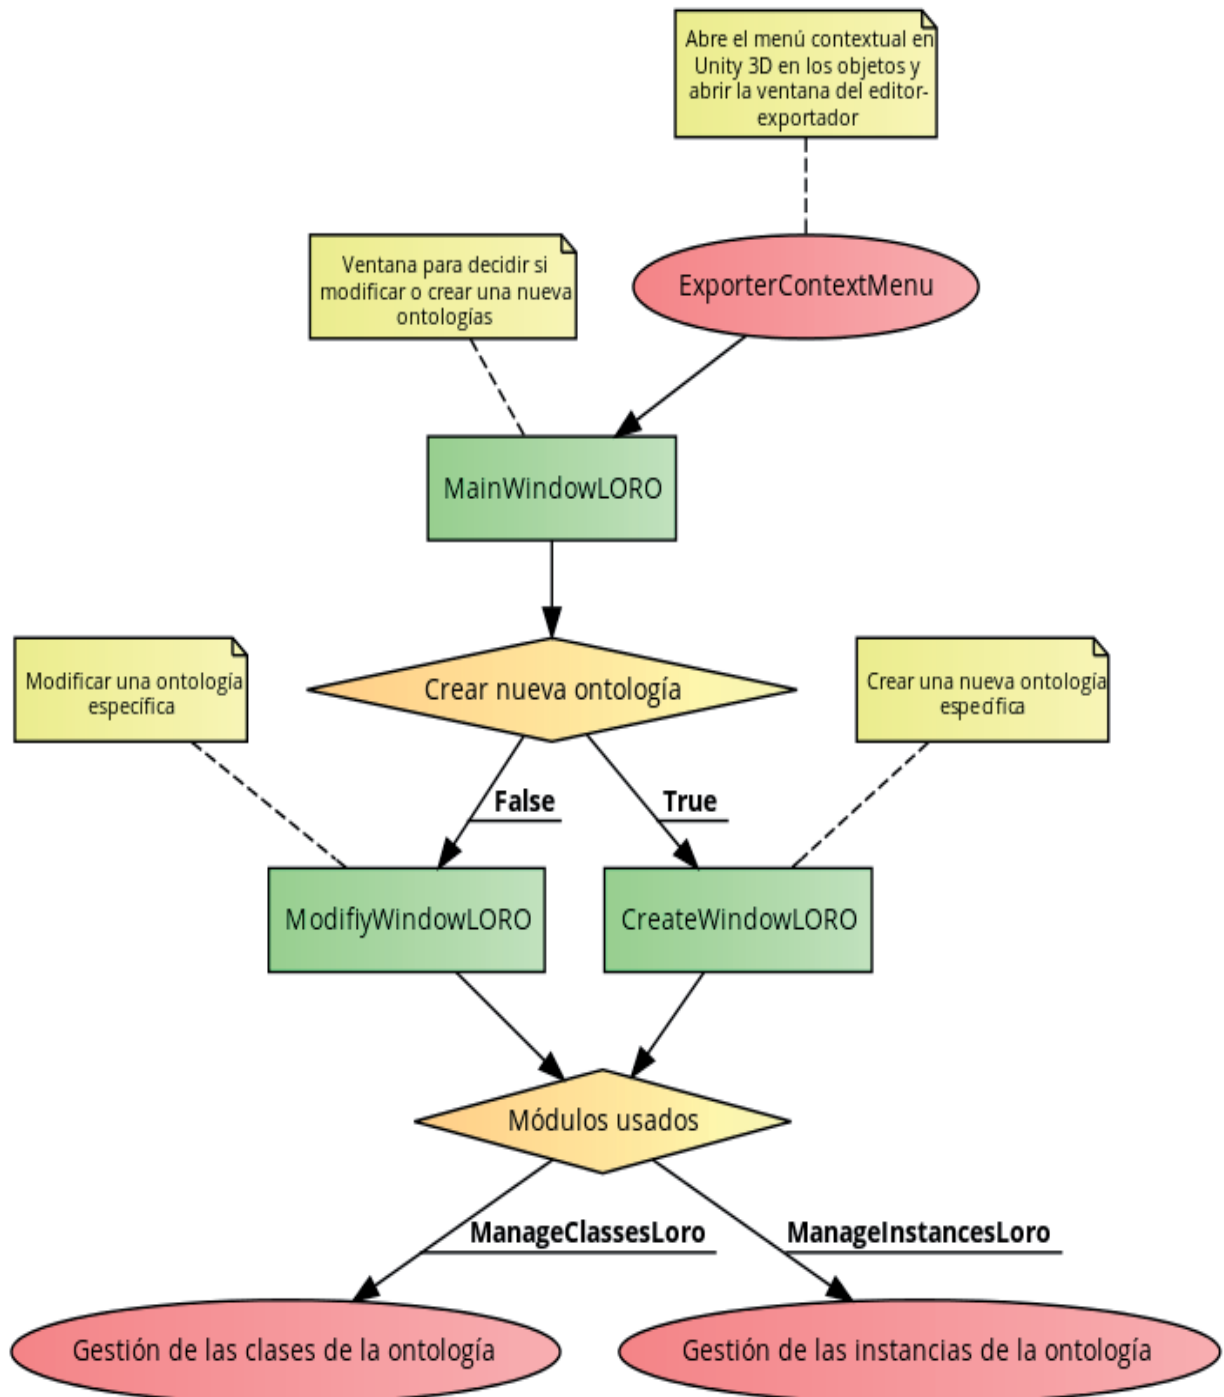 Abre el menú contextual en
Unity 3D en los objetos y
abrir la ventana del editor-
exportador
Ventana para decidir si
modificar o crear una nueva
ontologías
ExporterContextMenu
MainWindowLORO
Modificar una ontología
específica
Crear nueva ontología
Crear una nueva ontología
específica
False
True
ModifiyWindowLORO
CreateWindowLORO
Módulos usados
ManageClassesLoro
ManageInstancesLoro
Gestión de las clases de la ontología
Gestión de las instancias de la ontología